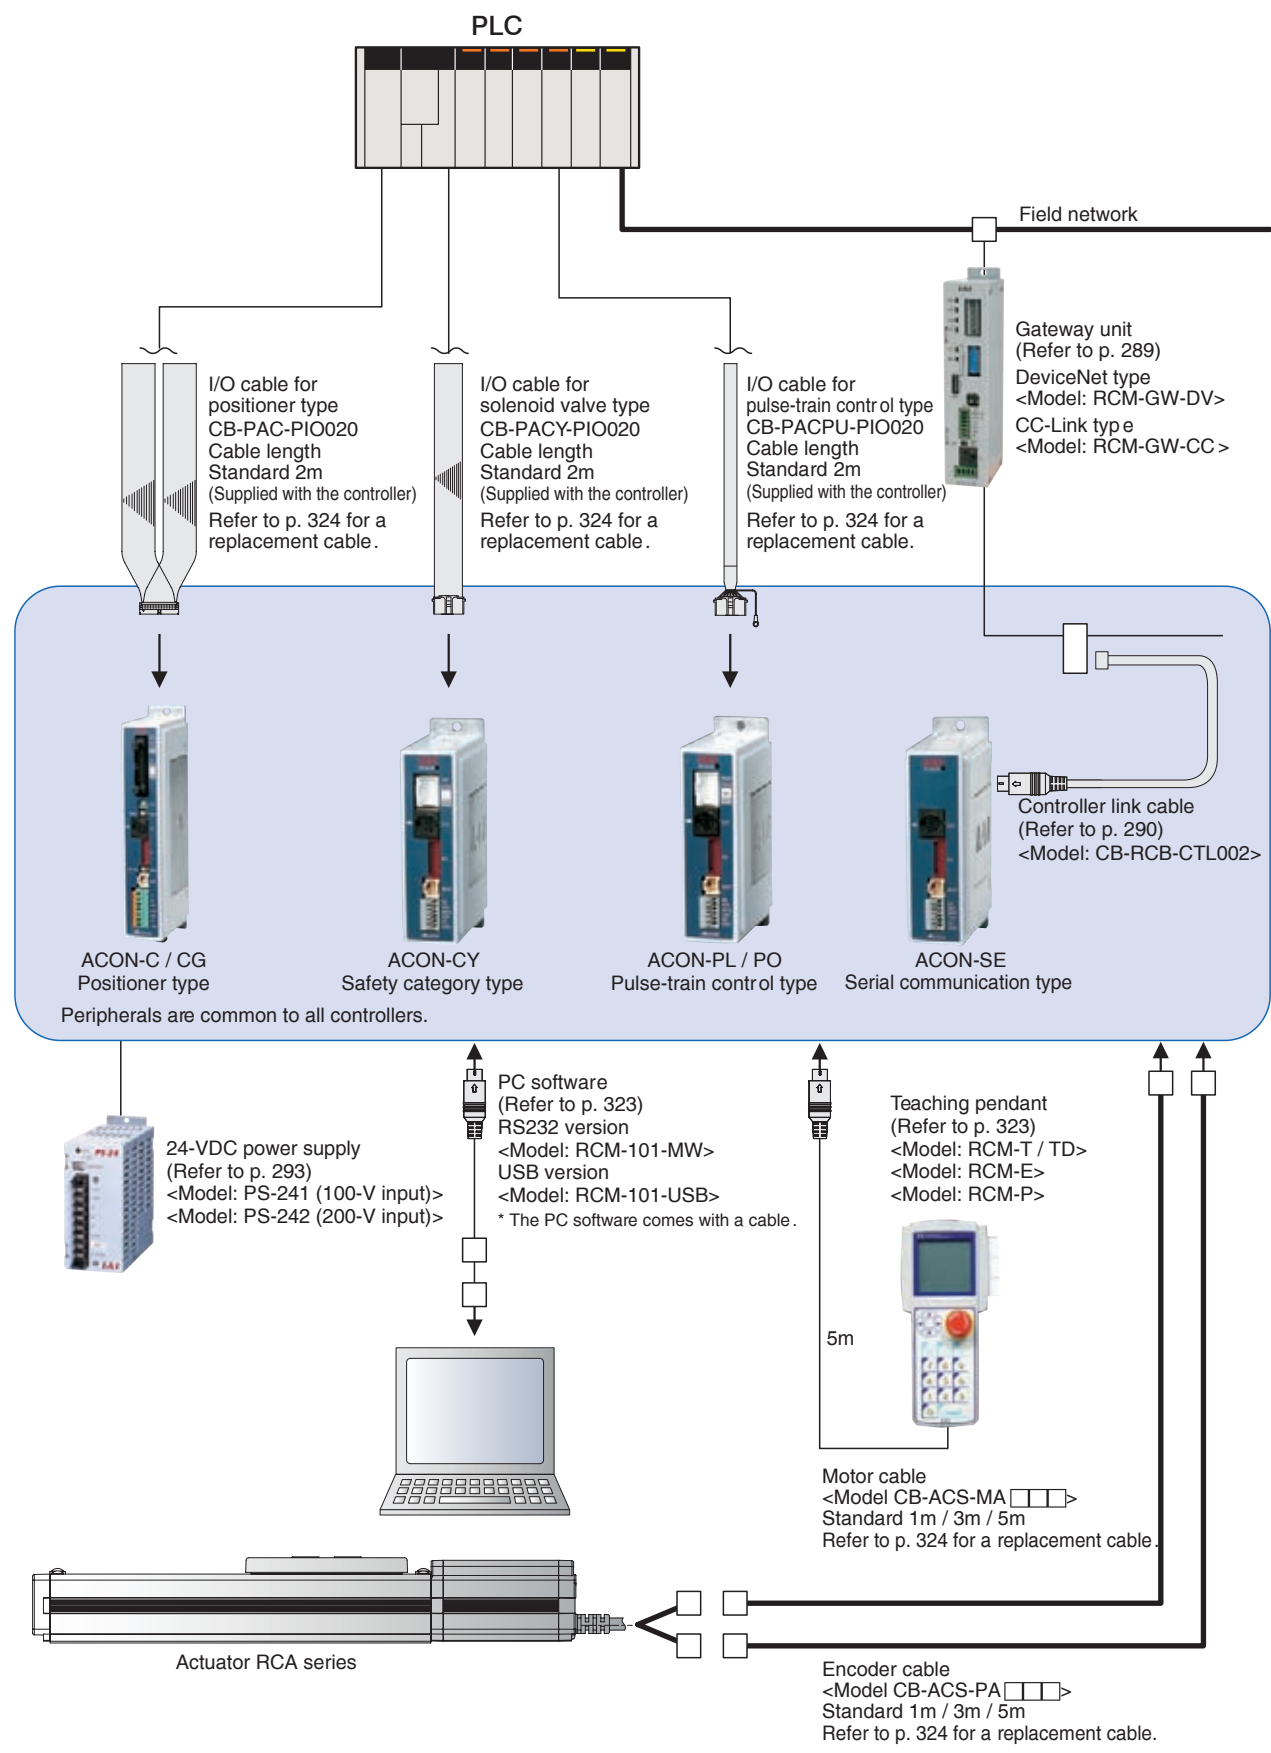 PLC
Field network
Gateway unit
(Refer to p. 289)
DeviceNet type
<Model: RCM-GW-DV>
CC-Link type
<Model: RCM-GW-CC>
I/O cable for
positioner type
CB-PAC-PIO020
Cable length
Standard 2m
(Supplied with the controller)
Refer to p. 324 for a
replacement cable.
I/O cable for
solenoid valve type
CB-PACY-PIO020
Cable length
Standard 2m
(Supplied with the controller)
Refer to p. 324 for a
replacement cable.
I/O cable for
pulse-train control type
CB-PACPU-PIO020
Cable length
Standard 2m
(Supplied with the controller)
Refer to p. 324 for a
replacement cable.
Controller link cable
(Refer to p. 290)
<Model: CB-RCB-CTL002>
ACON-C / CG
Positioner type
ACON-CY
Safety category type
ACON-PL / PO
Pulse-train control type
ACON-SE
Serial communication type
Peripherals are common to all controllers.
24-VDC power supply
(Refer to p. 293)
<Model: PS-241 (100-V input)>
<Model: PS-242 (200-V input)>
PS-24
PC software
(Refer to p. 323)
RS232 version
<Model: RCM-101-MW>
USB version
<Model: RCM-101-USB>
* The PC software comes with a cable.
Teaching pendant
(Refer to p. 323)
<Model: RCM-T / TD>
<Model: RCM-E>
<Model: RCM-P>
5m
Motor cable
<Model CB-ACS-MA□□□>
Standard 1m / 3m / 5m
Refer to p. 324 for a replacement cable.
Actuator RCA series
Encoder cable
<Model CB-ACS-PA□□□>
Standard 1m / 3m / 5m
Refer to p. 324 for a replacement cable.